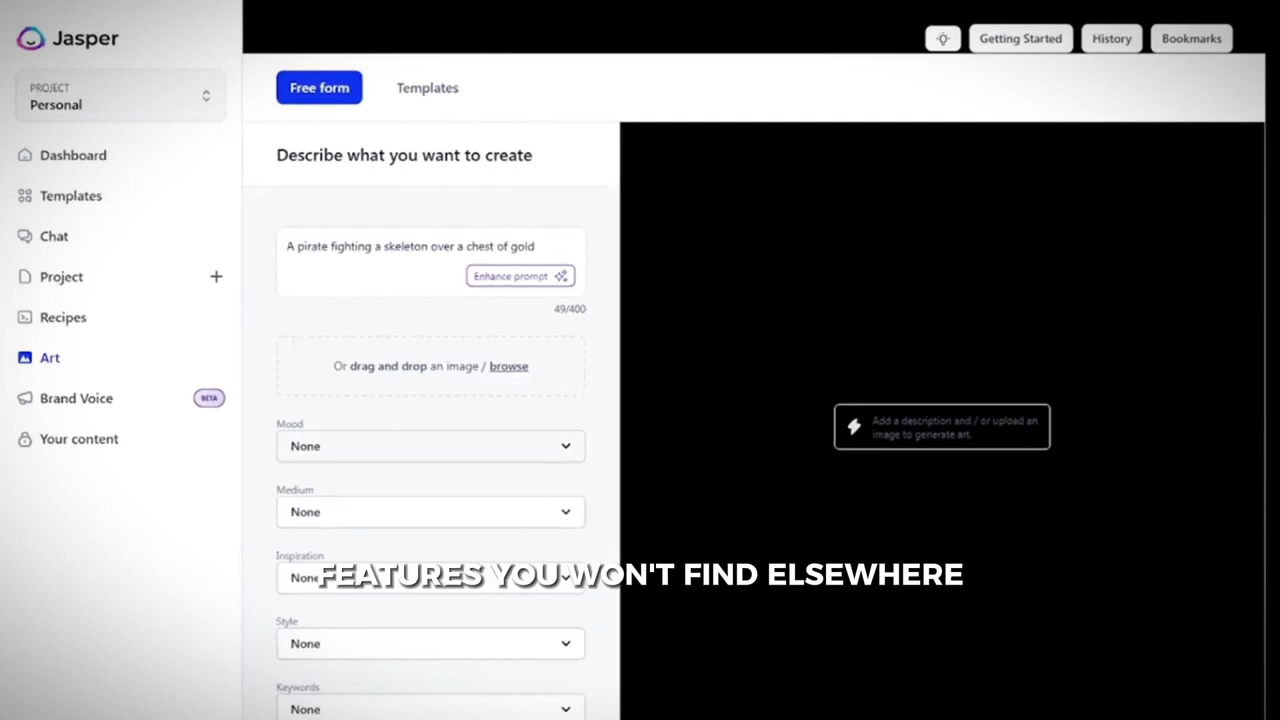 Jasper
PROJECT
Personal
Dashboard
Templates
Chat
Project
Recipes
Art
Brand Voice
BETA
Your content
Getting Started
History
Bookmarks
Free form
Templates
Describe what you want to create
A pirate fighting a skeleton over a chest of gold
Enhance prompt
49/400
Or drag and drop an image / browse
Mood
None
Medium
None
Inspiration
None
Style
None
Keywords
None
Add a description and / or upload an
image to generate art.
FEATURES YOU WON'T FIND ELSEWHERE